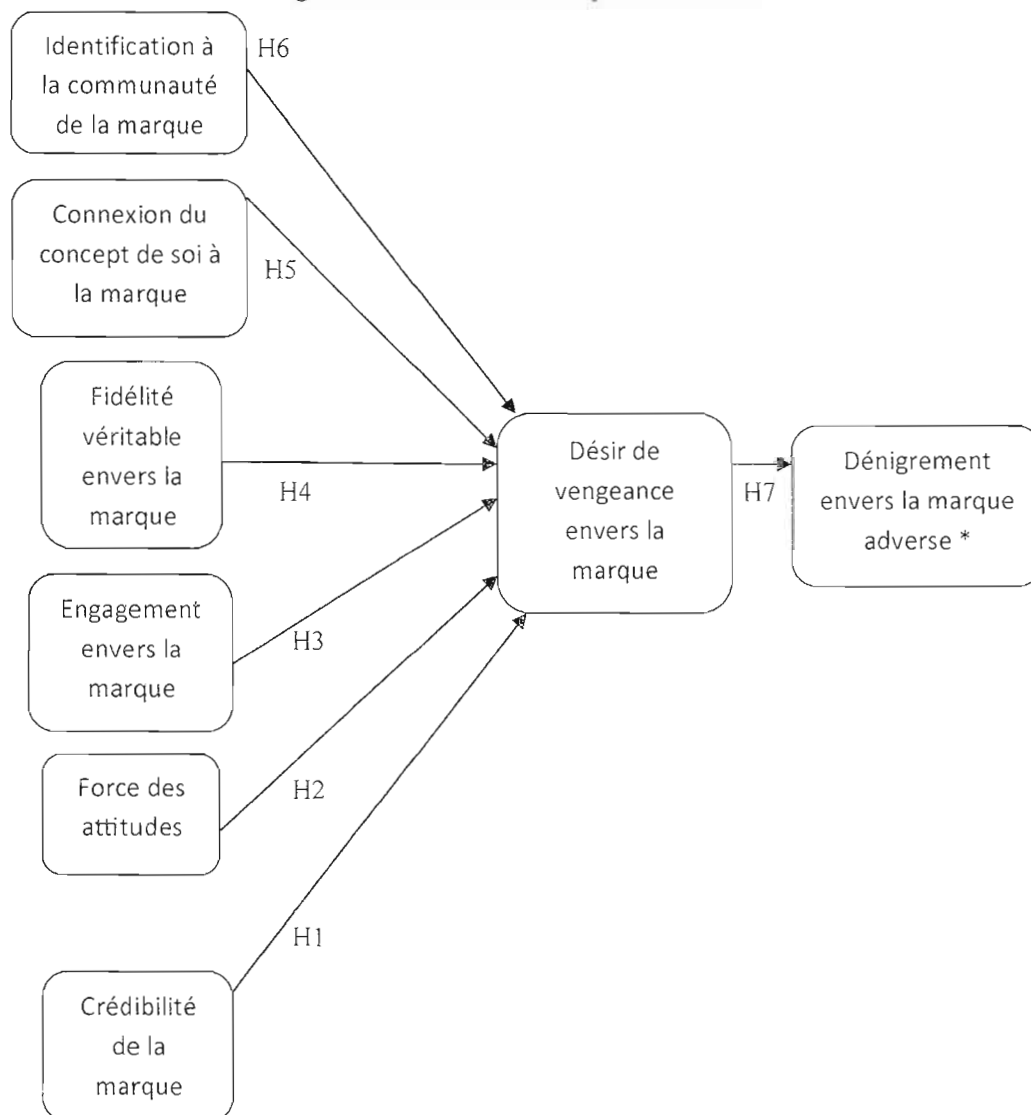 Identification à
la communauté
de la marque
H6
Connexion du
concept de soi à
la marque
H5
Fidélité
véritable
envers la
marque
H4
Engagement
envers la
marque
H3
Force des
attitudes
H2
Crédibilité
de la
marque
H1
Désir de
vengeance
envers la
marque
H7
Dénigrement
envers la marque
adverse *